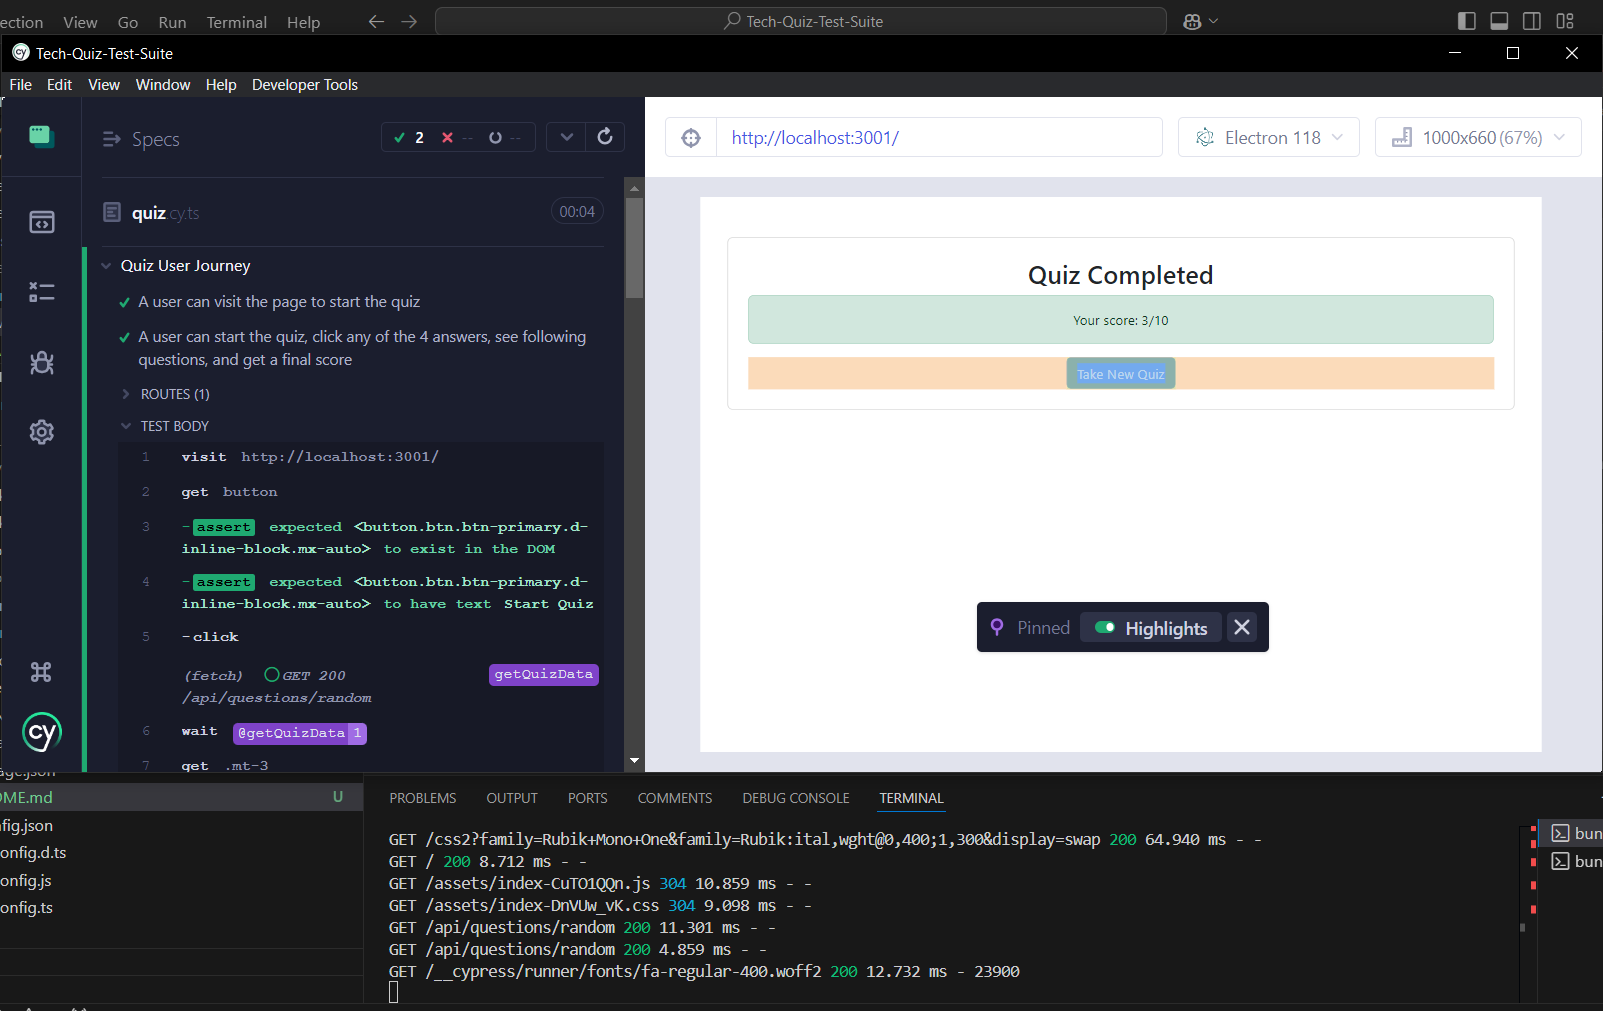 ection View Go Run Terminal Help
Tech-Quiz-Test-Suite
cy Tech-Quiz-Test-Suite
File Edit View Window Help Developer Tools
Specs
2 -- --
http://localhost:3001/
Electron 118
1000x660 (67%)
quiz cy.ts
00:04
Quiz User Journey
A user can visit the page to start the quiz
A user can start the quiz, click any of the 4 answers, see following
questions, and get a final score
ROUTES (1)
TEST BODY
1 visit http://localhost:3001/
2 get button
3 -assert expected <button.btn.btn-primary.d-
inline-block.mx-auto> to exist in the DOM
4 -assert expected <button.btn.btn-primary.d-
inline-block.mx-auto> to have text Start Quiz
5 -click
(fetch) GET 200 getQuizData
/api/questions/random
6 wait @getQuizData 1
7 get .mt-3
cy
Quiz Completed
Your score: 3/10
Take New Quiz
Pinned Highlights
age.json
OME.md U
nfig.json
onfig.d.ts
onfig.js
onfig.ts
PROBLEMS OUTPUT PORTS COMMENTS DEBUG CONSOLE TERMINAL
GET /css2?family=Rubik+Mono+One&family=Rubik:ital,wght@0,400;1,300&display=swap 200 64.940 ms - -
GET / 200 8.712 ms - -
GET /assets/index-CuTO1QQn.js 304 10.859 ms - -
GET /assets/index-DnVUw_vK.css 304 9.098 ms - -
GET /api/questions/random 200 11.301 ms - -
GET /api/questions/random 200 4.859 ms - -
GET /__cypress/runner/fonts/fa-regular-400.woff2 200 12.732 ms - 23900
bun
bun